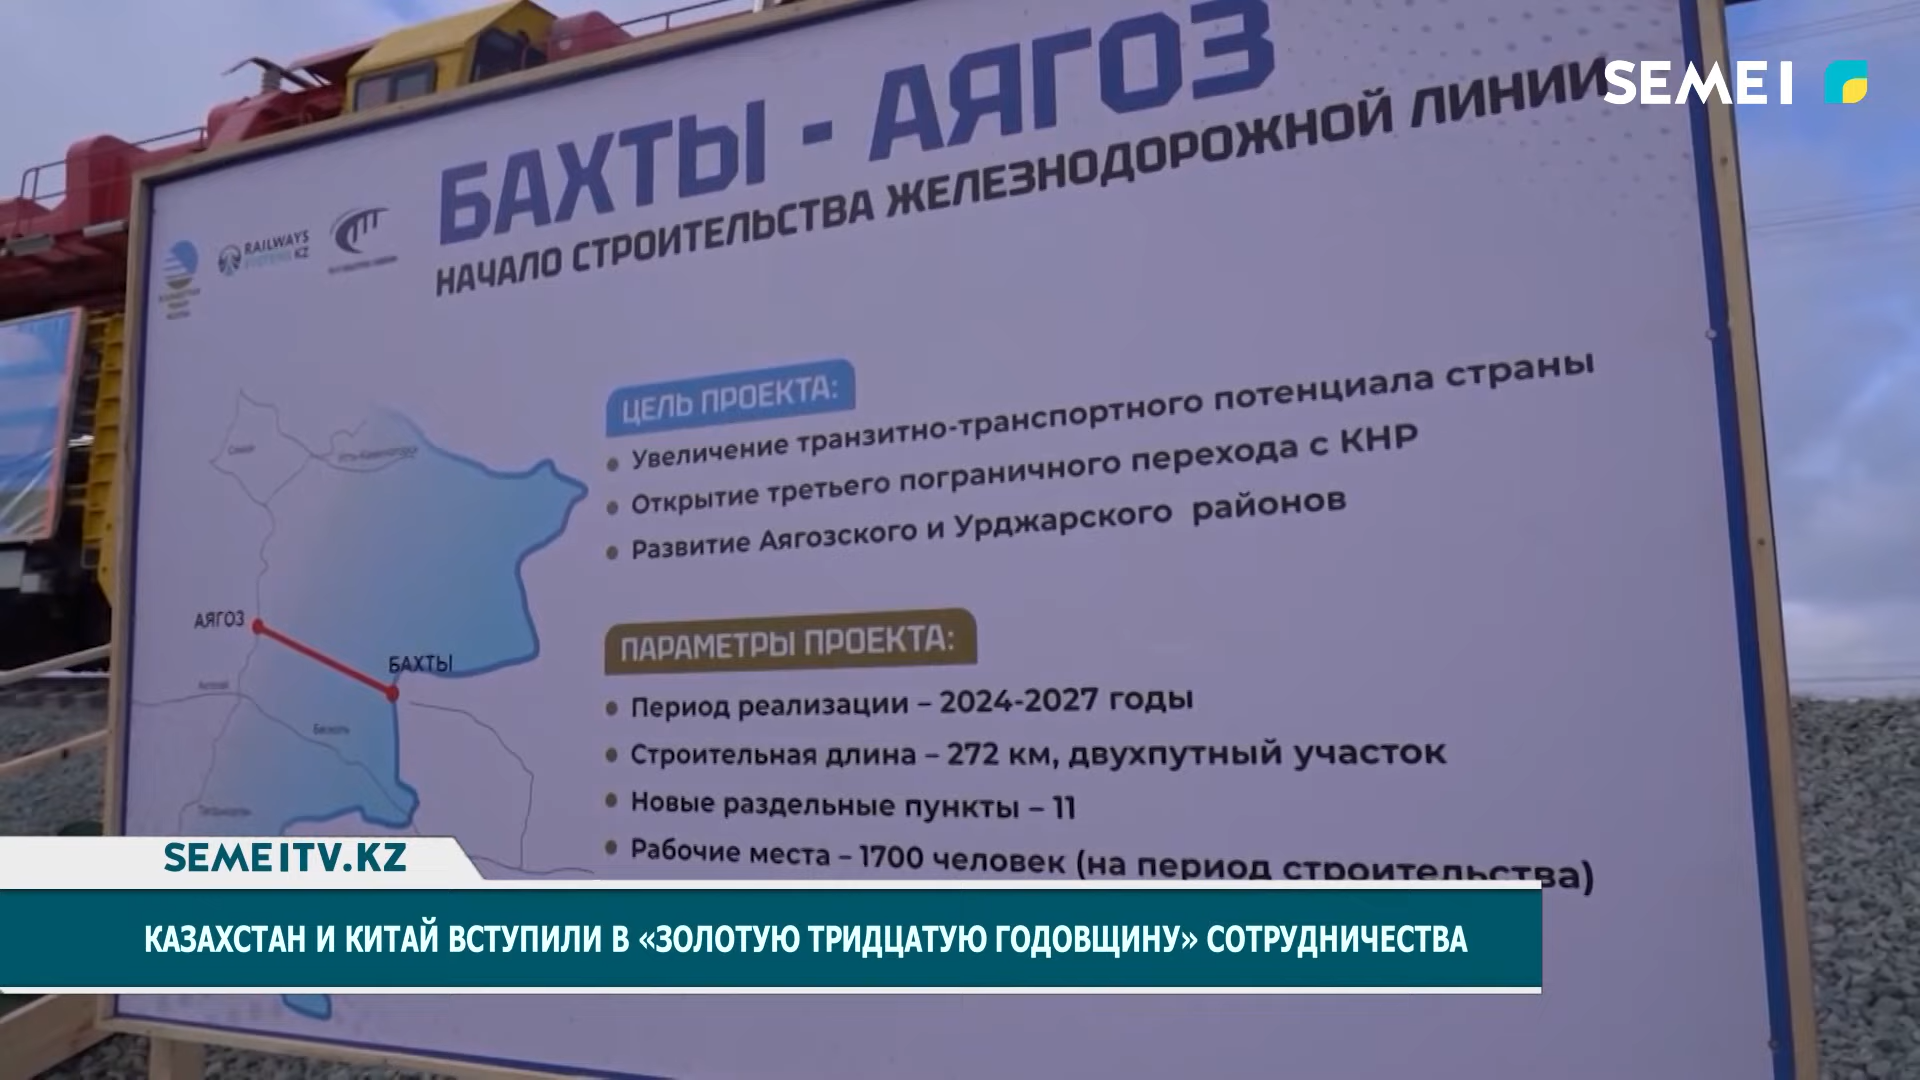 SEMEI
БАХТЫ - АЯГОЗ
НАЧАЛО СТРОИТЕЛЬСТВА ЖЕЛЕЗНОДОРОЖНОЙ ЛИНИИ
RAILWAYS
SYSTEMS KZ
ЦЕЛЬ ПРОЕКТА:
Увеличение транзитно-транспортного потенциала страны
Открытие третьего пограничного перехода с КНР
Развитие Аягозского и Урджарского районов
АЯГОЗ
БАХТЫ
ПАРАМЕТРЫ ПРОЕКТА:
Период реализации – 2024-2027 годы
Строительная длина – 272 км, двухпутный участок
Новые раздельные пункты – 11
Рабочие места – 1700 человек (на период строительства)
SEMEITV.KZ
КАЗАХСТАН И КИТАЙ ВСТУПИЛИ В «ЗОЛОТУЮ ТРИДЦАТУЮ ГОДОВЩИНУ» СОТРУДНИЧЕСТВА